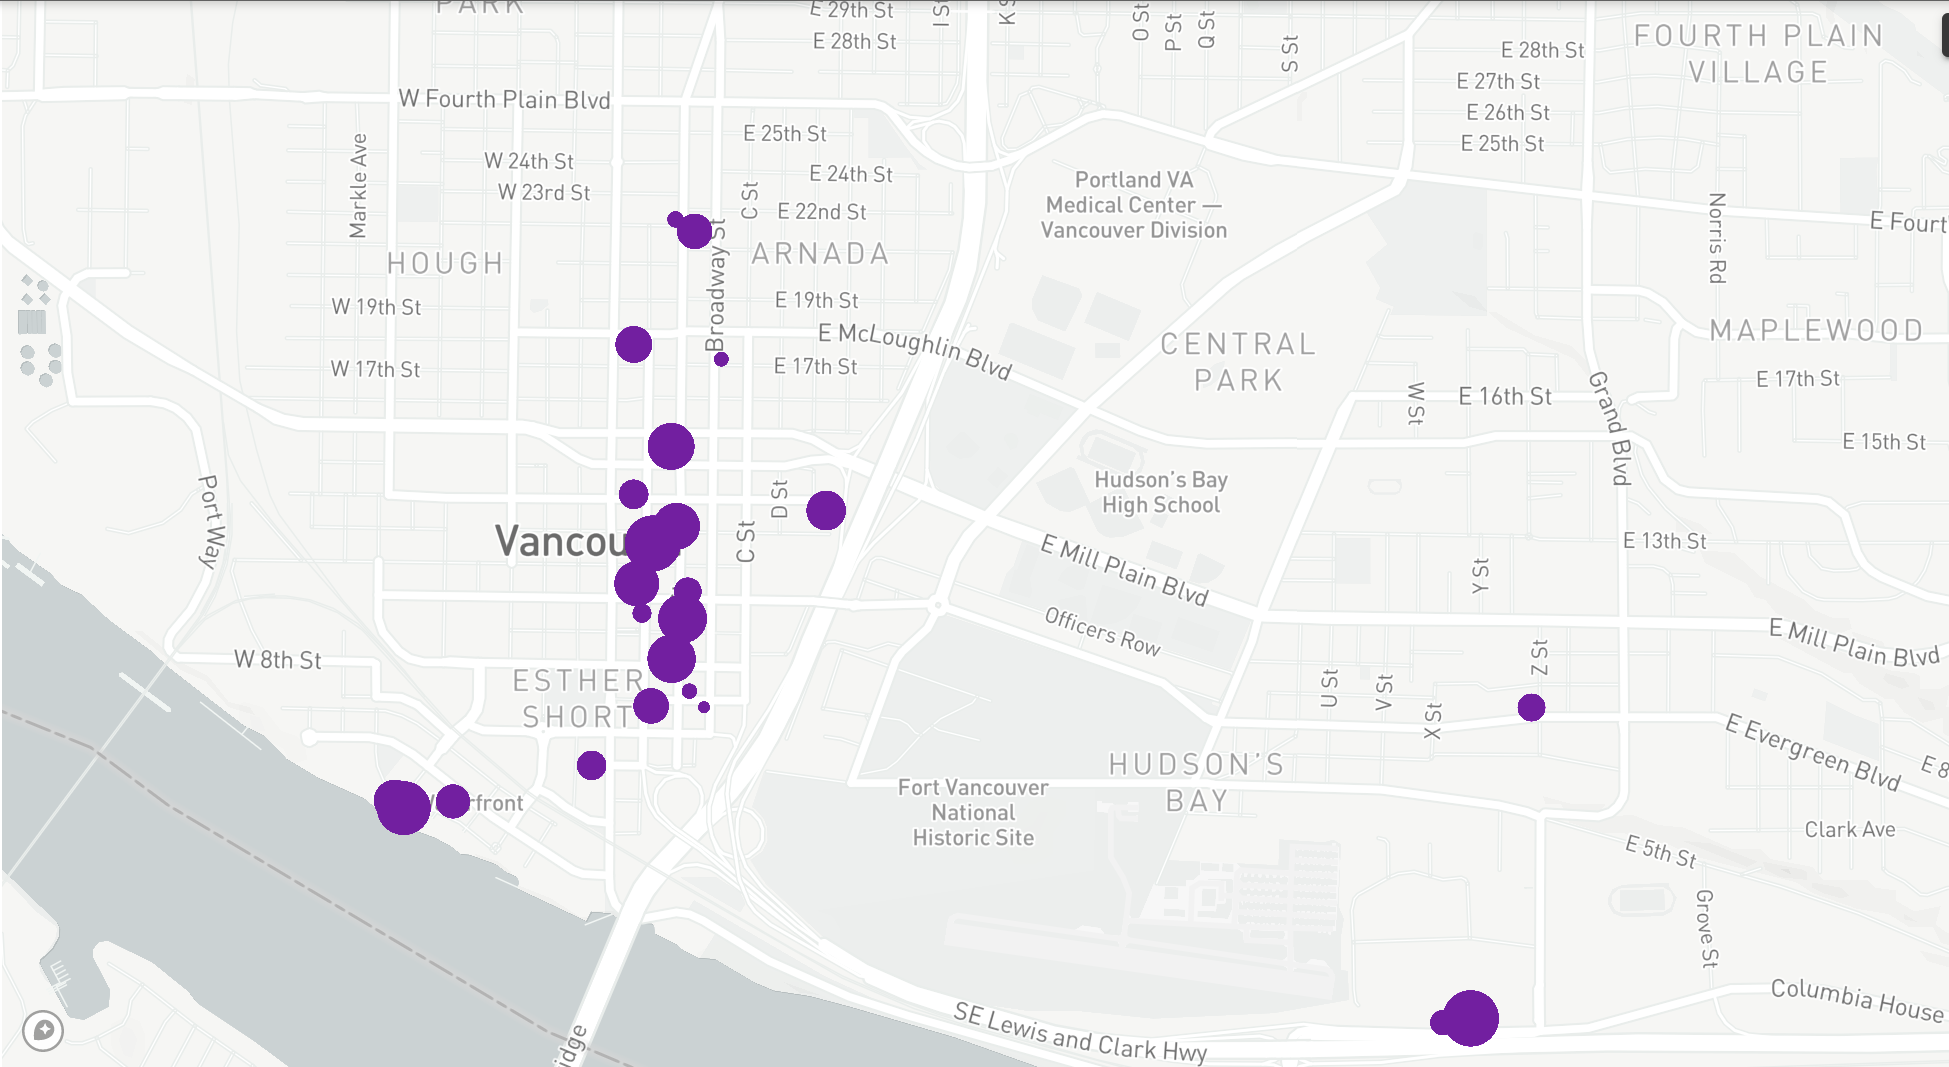 PARK
E 29th St
E 28th St
I St
K S
O St
P St
Q St
S St
E 28th St
FOURTH PLAIN
VILLAGE
E 27th St
E 26th St
E 25th St
W Fourth Plain Blvd
E 25th St
Markle Ave
W 24th St
W 23rd St
E 24th St
C St
E 22nd St
Portland VA
Medical Center —
Vancouver Division
Norris Rd
E Fourt
HOUGH
Broadway St
ARNADA
W 19th St
E 19th St
E McLoughlin Blvd
CENTRAL
PARK
MAPLEWOOD
W 17th St
E 17th St
W St
E 16th St
Grand Blvd
E 17th St
E 15th St
Port Way
D St
Hudson's Bay
High School
Vancou
C St
E 13th St
E Mill Plain Blvd
Y St
Officers Row
E Mill Plain Blvd
W 8th St
ESTHER
SHORT
U St
V St
X St
Z St
E Evergreen Blvd
E 8
HUDSON'S
BAY
Fort Vancouver
National
Historic Site
rfront
Clark Ave
E 5th St
Grove St
SE Lewis and Clark Hwy
Columbia House
idge